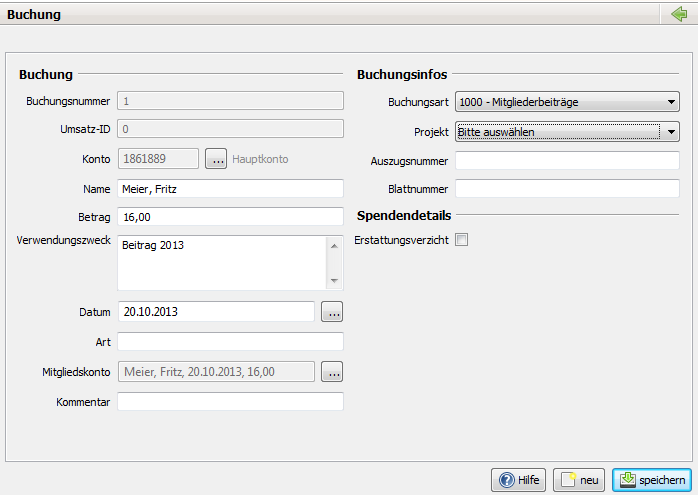 Buchung
Buchung
Buchungsnummer 1
Umsatz-ID 0
Konto 1861889 ... Hauptkonto
Name Meier, Fritz
Betrag 16,00
Verwendungszweck Beitrag 2013
Datum 20.10.2013 ...
Art
Mitgliedskonto Meier, Fritz, 20.10.2013, 16,00 ...
Kommentar
Buchungsinfos
Buchungsart 1000 - Mitgliederbeiträge
Projekt Bitte auswählen
Auszugsnummer
Blattnummer
Spendendetails
Erstattungsverzicht
Hilfe neu speichern